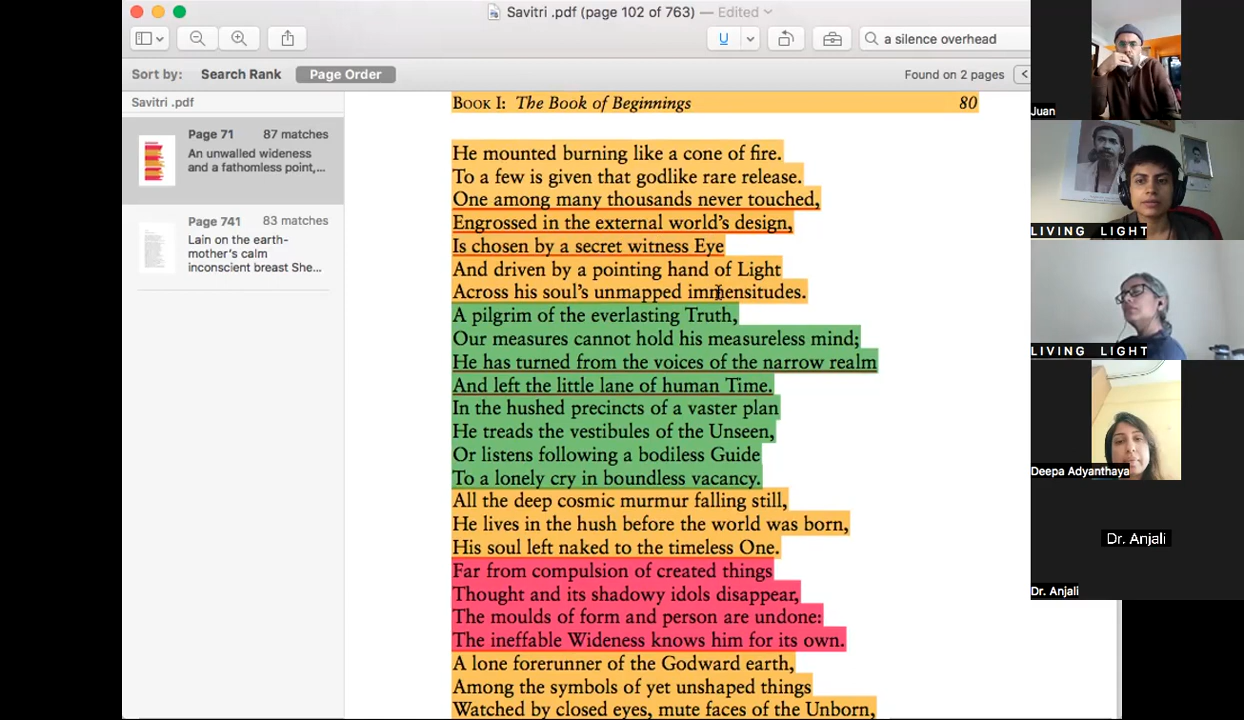 Savitri .pdf (page 102 of 763) — Edited
U
a silence overhead
Sort by:
Search Rank
Page Order
Found on 2 pages
<
Savitri .pdf
Page 71
87 matches
An unwalled wideness
and a fathomless point,...
Page 741
83 matches
Lain on the earth-
mother's calm
inconscient breast She...
BOOK I: The Book of Beginnings
80
He mounted burning like a cone of fire.
To a few is given that godlike rare release.
One among many thousands never touched,
Engrossed in the external world's design,
Is chosen by a secret witness Eye
And driven by a pointing hand of Light
Across his soul's unmapped immensitudes.
A pilgrim of the everlasting Truth,
Our measures cannot hold his measureless mind;
He has turned from the voices of the narrow realm
And left the little lane of human Time.
In the hushed precincts of a vaster plan
He treads the vestibules of the Unseen,
Or listens following a bodiless Guide
To a lonely cry in boundless vacancy.
All the deep cosmic murmur falling still,
He lives in the hush before the world was born,
His soul left naked to the timeless One.
Far from compulsion of created things
Thought and its shadowy idols disappear,
The moulds of form and person are undone:
The ineffable Wideness knows him for its own.
A lone forerunner of the Godward earth,
Among the symbols of yet unshaped things
Watched by closed eyes, mute faces of the Unborn,
Juan
LIVING LIGHT
LIVING LIGHT
Deepa Adyanthaya
Dr. Anjali
Dr. Anjali